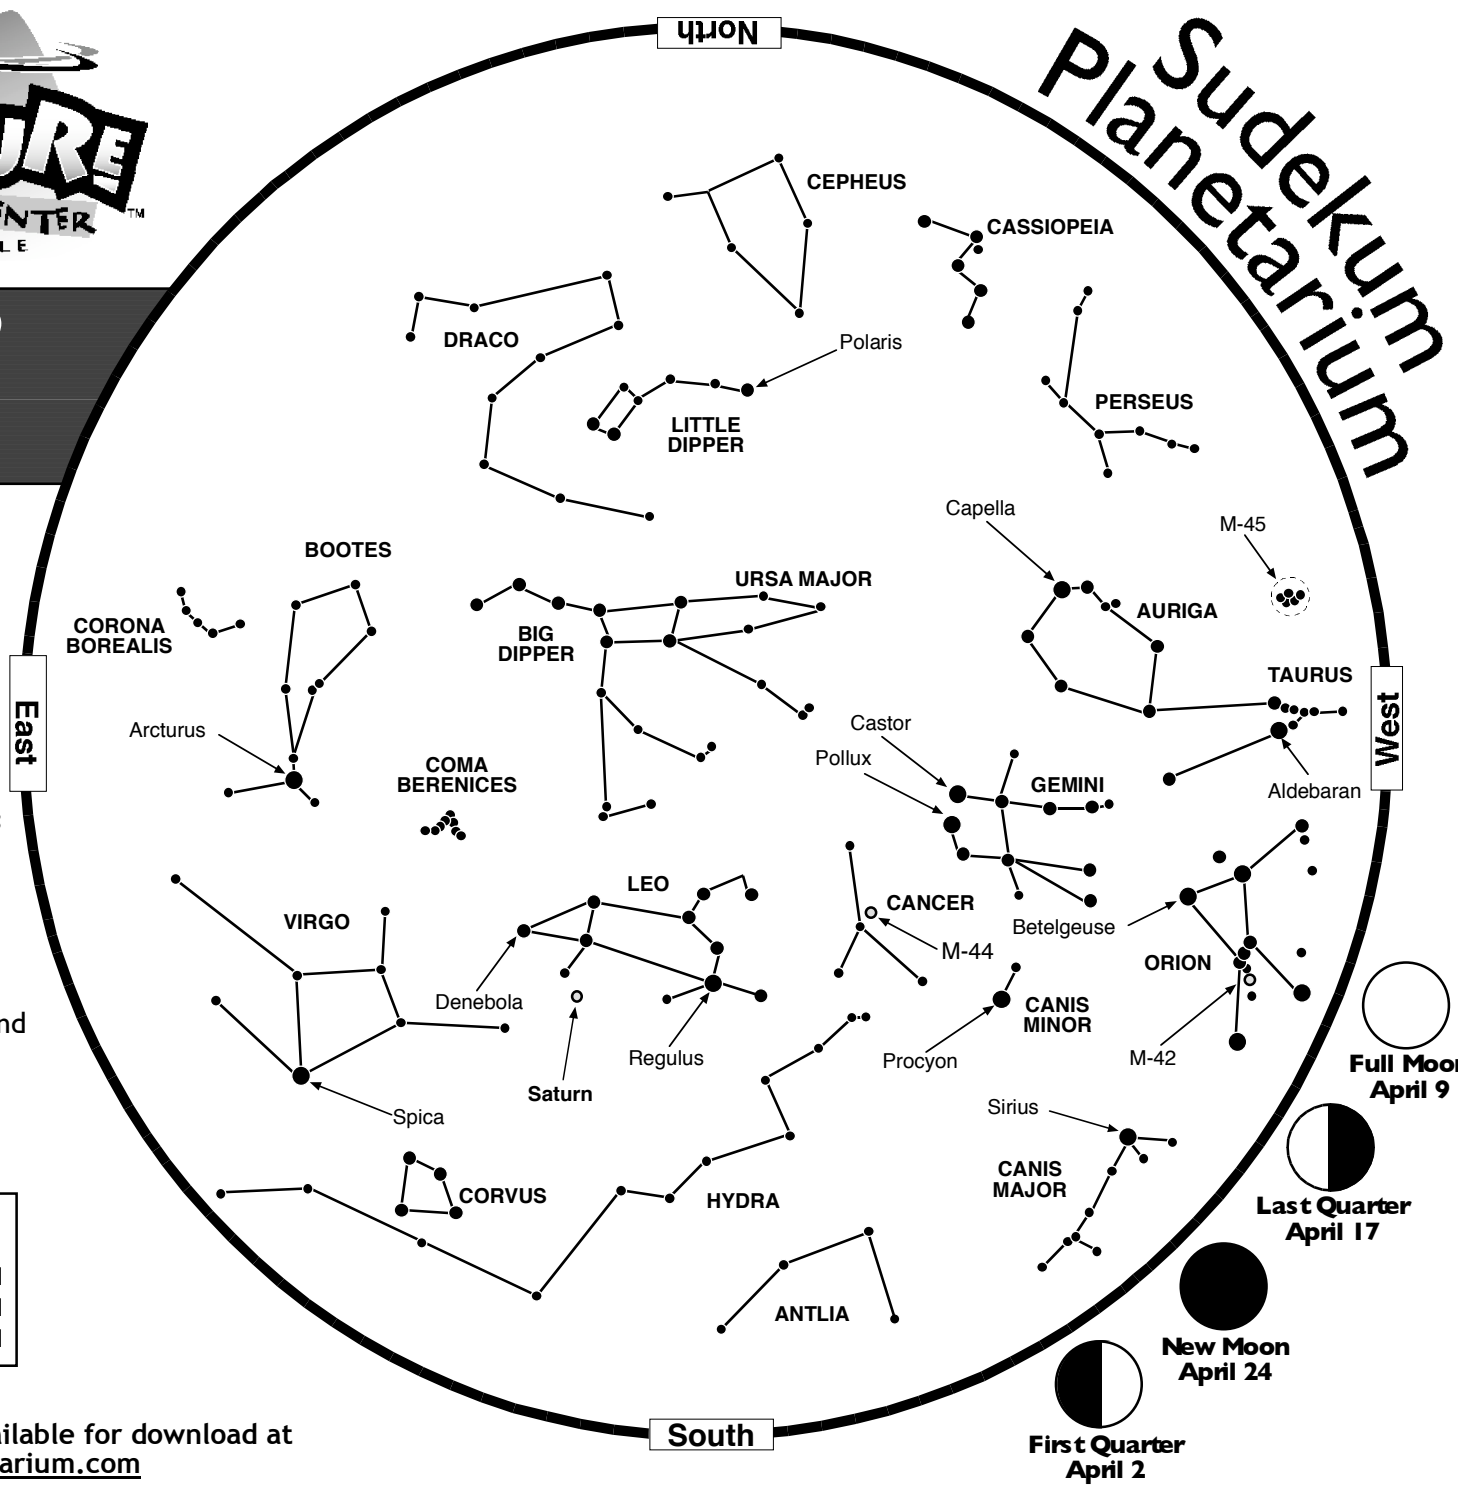 North
Sudekum
Planetarium
URE
NTER
™
L E
CEPHEUS
CASSIOPEIA
DRACO
Polaris
PERSEUS
LITTLE
DIPPER
Capella
M-45
BOOTES
URSA MAJOR
AURIGA
CORONA
BOREALIS
BIG
DIPPER
TAURUS
East
West
Arcturus
Castor
Pollux
COMA
BERENICES
GEMINI
Aldebaran
LEO
CANCER
VIRGO
Betelgeuse
M-44
ORION
Denebola
CANIS
MINOR
nd
Regulus
Procyon
M-42
Full Moon
April 9
Saturn
Spica
Sirius
CANIS
MAJOR
CORVUS
HYDRA
Last Quarter
April 17
ANTLIA
New Moon
April 24
South
First Quarter
April 2
ailable for download at
arium.com